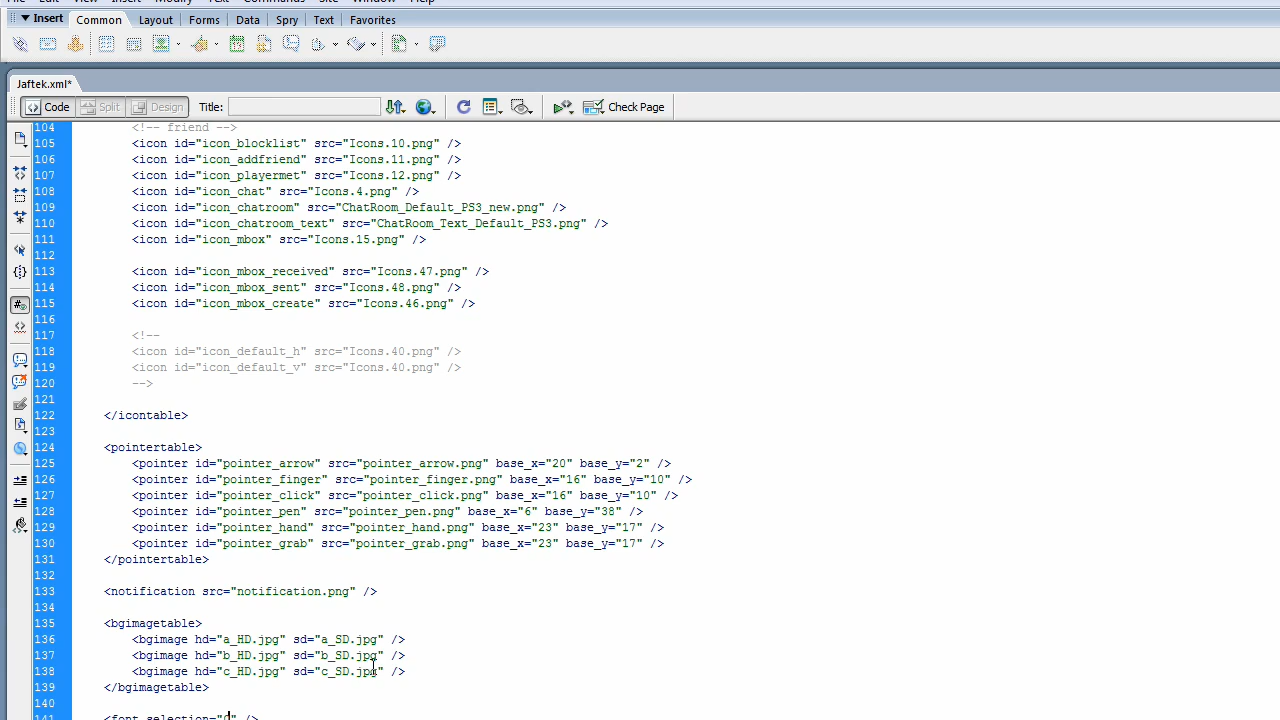 Insert Common Layout Forms Data Spry Text Favorites
Jaftek.xml*
Code Split Design Title: Check Page
104 <!-- friend -->
105 <icon id="icon_blocklist" src="Icons.10.png" />
106 <icon id="icon_addfriend" src="Icons.11.png" />
107 <icon id="icon_playermet" src="Icons.12.png" />
108 <icon id="icon_chat" src="Icons.4.png" />
109 <icon id="icon_chatroom" src="ChatRoom_Default_PS3_new.png" />
110 <icon id="icon_chatroom_text" src="ChatRoom_Text_Default_PS3.png" />
111 <icon id="icon_mbox" src="Icons.15.png" />
112
113 <icon id="icon_mbox_received" src="Icons.47.png" />
114 <icon id="icon_mbox_sent" src="Icons.48.png" />
115 <icon id="icon_mbox_create" src="Icons.46.png" />
116
117 <!--
118 <icon id="icon_default_h" src="Icons.40.png" />
119 <icon id="icon_default_v" src="Icons.40.png" />
120 -->
121
122 </icontable>
123
124 <pointertable>
125 <pointer id="pointer_arrow" src="pointer_arrow.png" base_x="20" base_y="2" />
126 <pointer id="pointer_finger" src="pointer_finger.png" base_x="16" base_y="10" />
127 <pointer id="pointer_click" src="pointer_click.png" base_x="16" base_y="10" />
128 <pointer id="pointer_pen" src="pointer_pen.png" base_x="6" base_y="38" />
129 <pointer id="pointer_hand" src="pointer_hand.png" base_x="23" base_y="17" />
130 <pointer id="pointer_grab" src="pointer_grab.png" base_x="23" base_y="17" />
131 </pointertable>
132
133 <notification src="notification.png" />
134
135 <bgimagetable>
136 <bgimage hd="a_HD.jpg" sd="a_SD.jpg" />
137 <bgimage hd="b_HD.jpg" sd="b_SD.jpg" />
138 <bgimage hd="c_HD.jpg" sd="c_SD.jpg" />
139 </bgimagetable>
140
141 <font selection="0" />